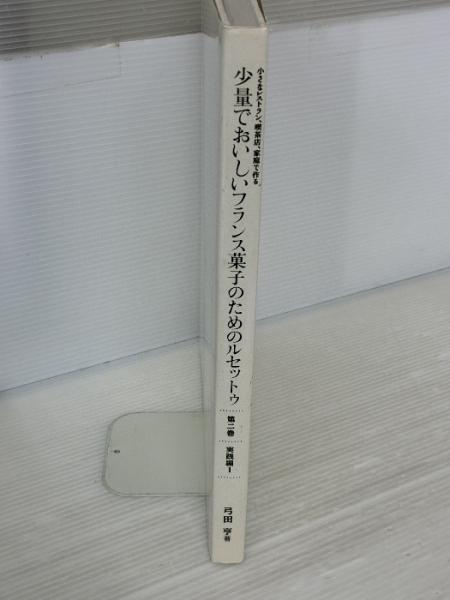 小さなレストラン、喫茶店、家庭で作る
少量でおいしいフランス菓子のためのルセットゥ
第二巻
実践編1
弓田 亨 著